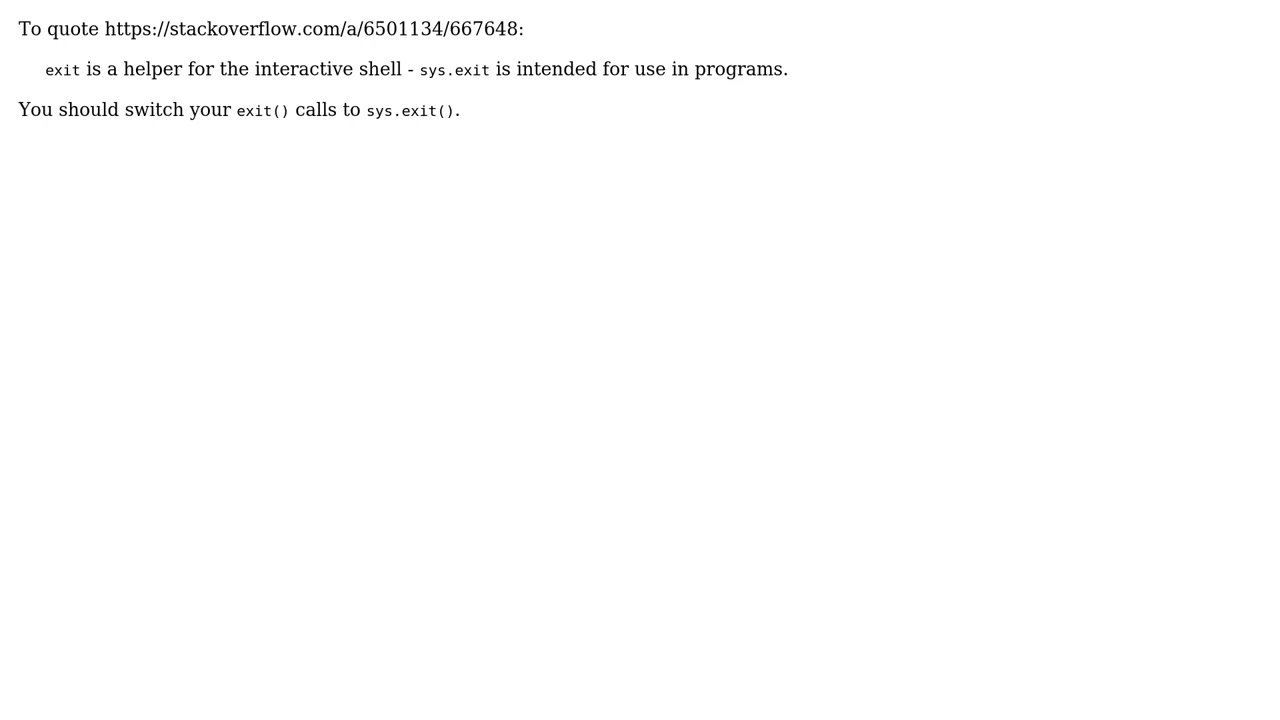 To quote https://stackoverflow.com/a/6501134/667648:
exit is a helper for the interactive shell - sys.exit is intended for use in programs.
You should switch your exit() calls to sys.exit().